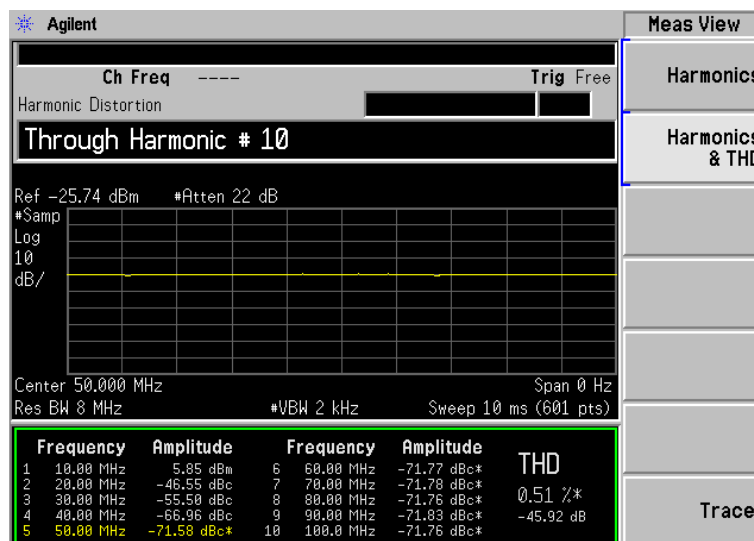 Agilent
Meas View
Ch Freq ---- Trig Free
Harmonic Distortion
Through Harmonic # 10
Ref -25.74 dBm #Atten 22 dB
#Samp
Log
10
dB/
Center 50.000 MHz Span 0 Hz
Res BW 8 MHz #VBW 2 kHz Sweep 10 ms (601 pts)
Frequency Amplitude Frequency Amplitude
1 10.00 MHz 5.85 dBm 6 60.00 MHz -71.77 dBc*
2 20.00 MHz -46.55 dBc 7 70.00 MHz -71.78 dBc*
3 30.00 MHz -55.50 dBc 8 80.00 MHz -71.76 dBc*
4 40.00 MHz -66.96 dBc 9 90.00 MHz -71.83 dBc*
5 50.00 MHz -71.58 dBc* 10 100.0 MHz -71.76 dBc*
THD
0.51 %*
-45.92 dB
Harmonics
Harmonics
& THD
Trace